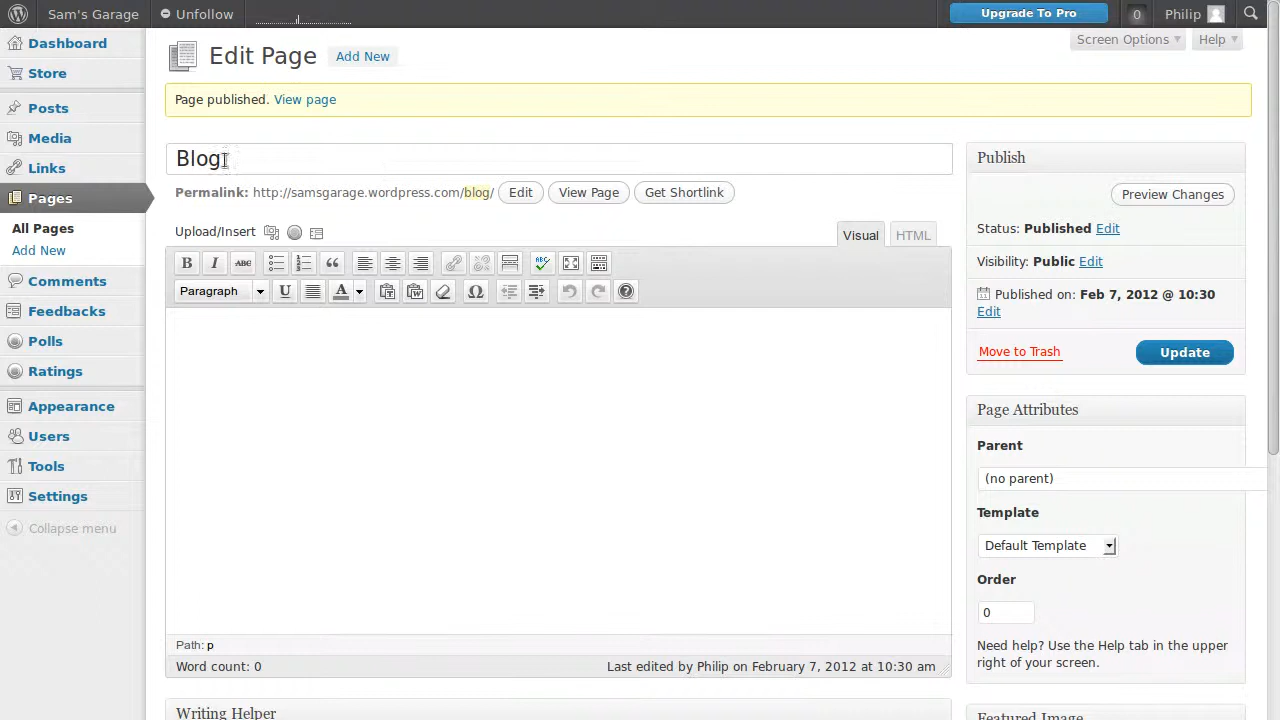 Sam's Garage Unfollow Upgrade To Pro 0 Philip
Dashboard
Store
Posts
Media
Links
Pages
All Pages
Add New
Comments
Feedbacks
Polls
Ratings
Appearance
Users
Tools
Settings
Collapse menu
Screen Options Help
Edit Page Add New
Page published. View page
Blog
Permalink: http://samsgarage.wordpress.com/blog/ Edit View Page Get Shortlink
Upload/Insert Visual HTML
B I ABC “ ABC
Paragraph U A Ω ?
Path: p
Word count: 0 Last edited by Philip on February 7, 2012 at 10:30 am
Writing Helper
Publish
Preview Changes
Status: Published Edit
Visibility: Public Edit
Published on: Feb 7, 2012 @ 10:30
Edit
Move to Trash Update
Page Attributes
Parent
(no parent)
Template
Default Template
Order
0
Need help? Use the Help tab in the upper
right of your screen.
Featured Image